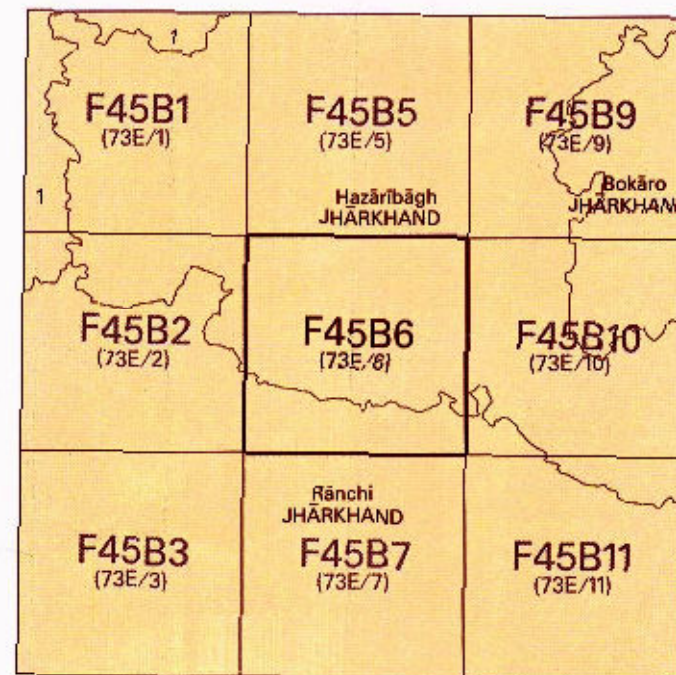 1
F45B1
(73E/1)
F45B5
(73E/5)
F45B9
(73E/9)
1
Hazārībāgh
JHĀRKHAND
Bokāro
JHĀRKHAN
F45B2
(73E/2)
F45B6
(73E/6)
F45B10
(73E/10)
Rānchi
JHĀRKHAND
F45B3
(73E/3)
F45B7
(73E/7)
F45B11
(73E/11)